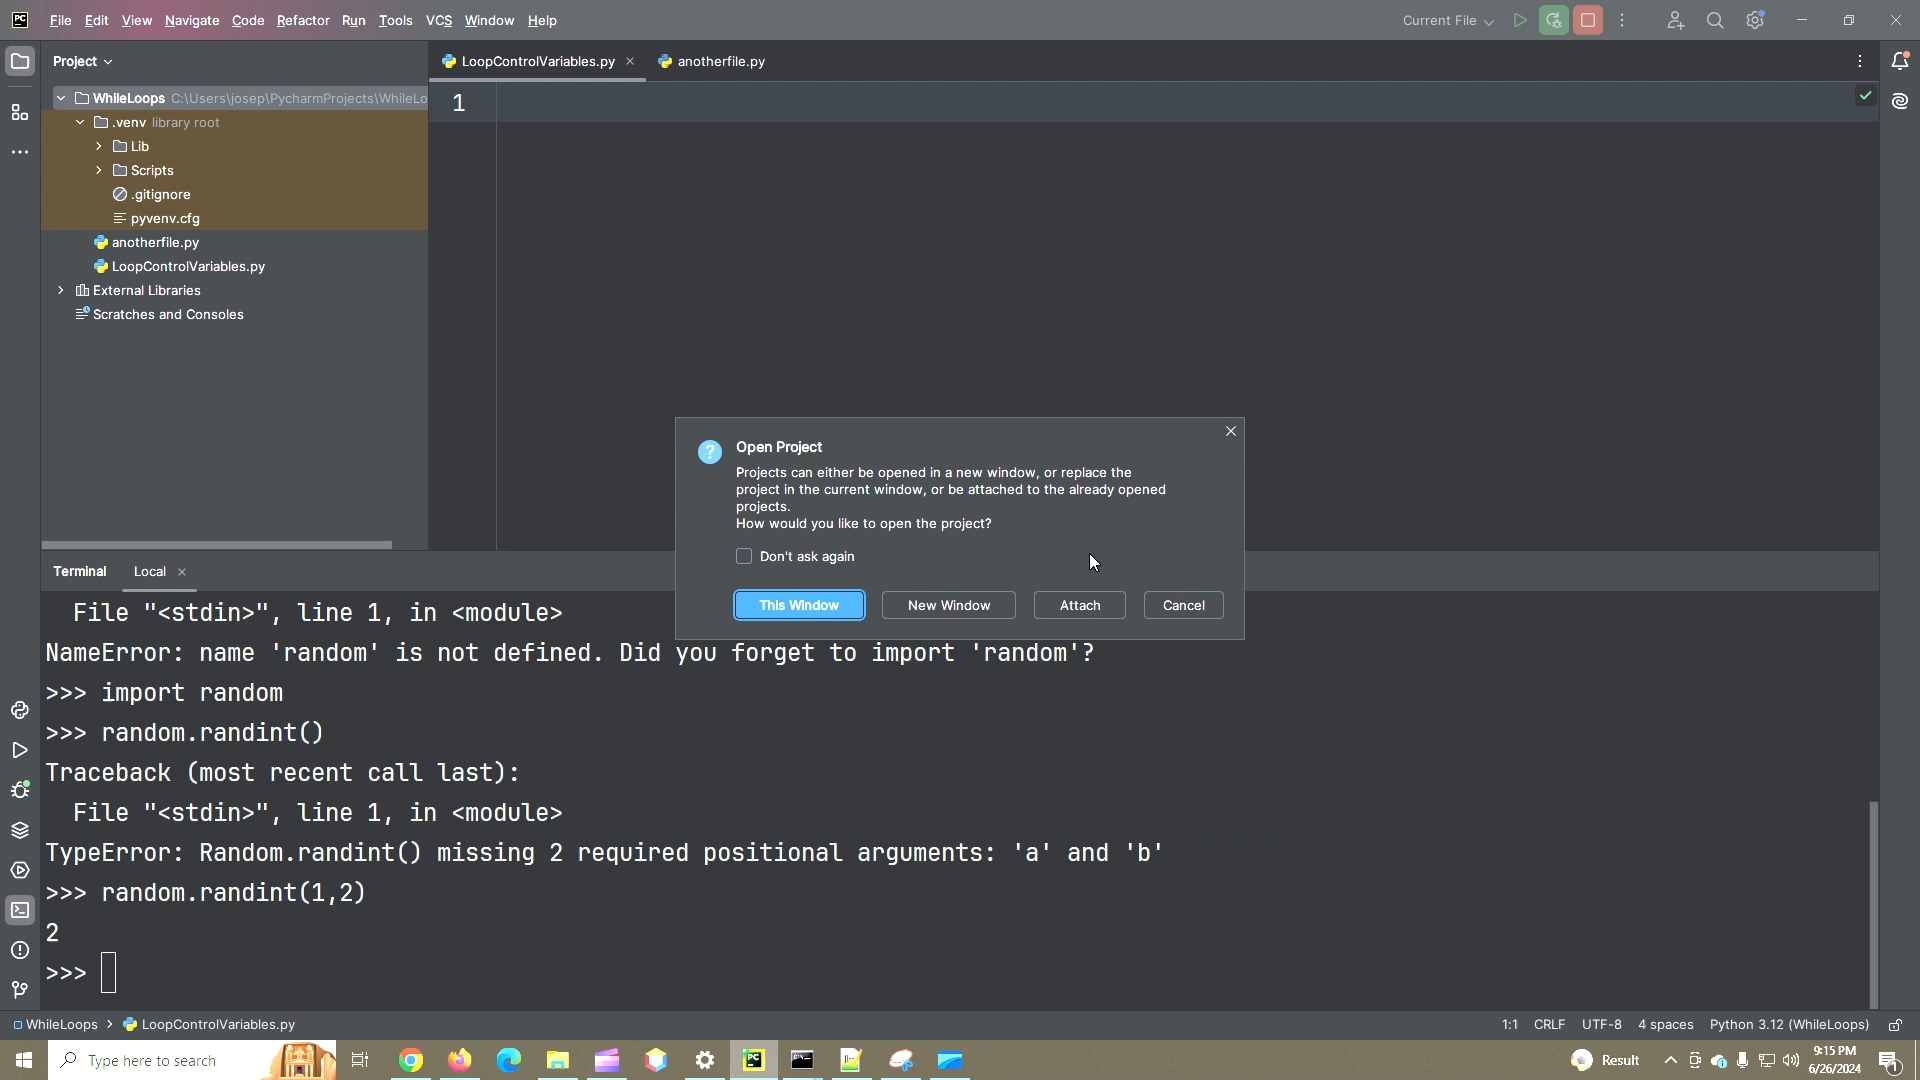 PC File Edit View Navigate Code Refactor Run Tools VCS Window Help Current File
Project
LoopControlVariables.py
anotherfile.py
WhileLoops C:\Users\josep\PycharmProjects\WhileLo
1
.venv library root
Lib
Scripts
.gitignore
pyvenv.cfg
anotherfile.py
LoopControlVariables.py
External Libraries
Scratches and Consoles
?
Open Project
Projects can either be opened in a new window, or replace the
project in the current window, or be attached to the already opened
projects.
How would you like to open the project?
Don't ask again
This Window New Window Attach Cancel
Terminal Local
File "<stdin>", line 1, in <module>
NameError: name 'random' is not defined. Did you forget to import 'random'?
>>> import random
>>> random.randint()
Traceback (most recent call last):
File "<stdin>", line 1, in <module>
TypeError: Random.randint() missing 2 required positional arguments: 'a' and 'b'
>>> random.randint(1,2)
2
>>>
WhileLoops > LoopControlVariables.py
1:1 CRLF UTF-8 4 spaces Python 3.12 (WhileLoops)
Type here to search
PC
Result
9:15 PM
6/26/2024
1